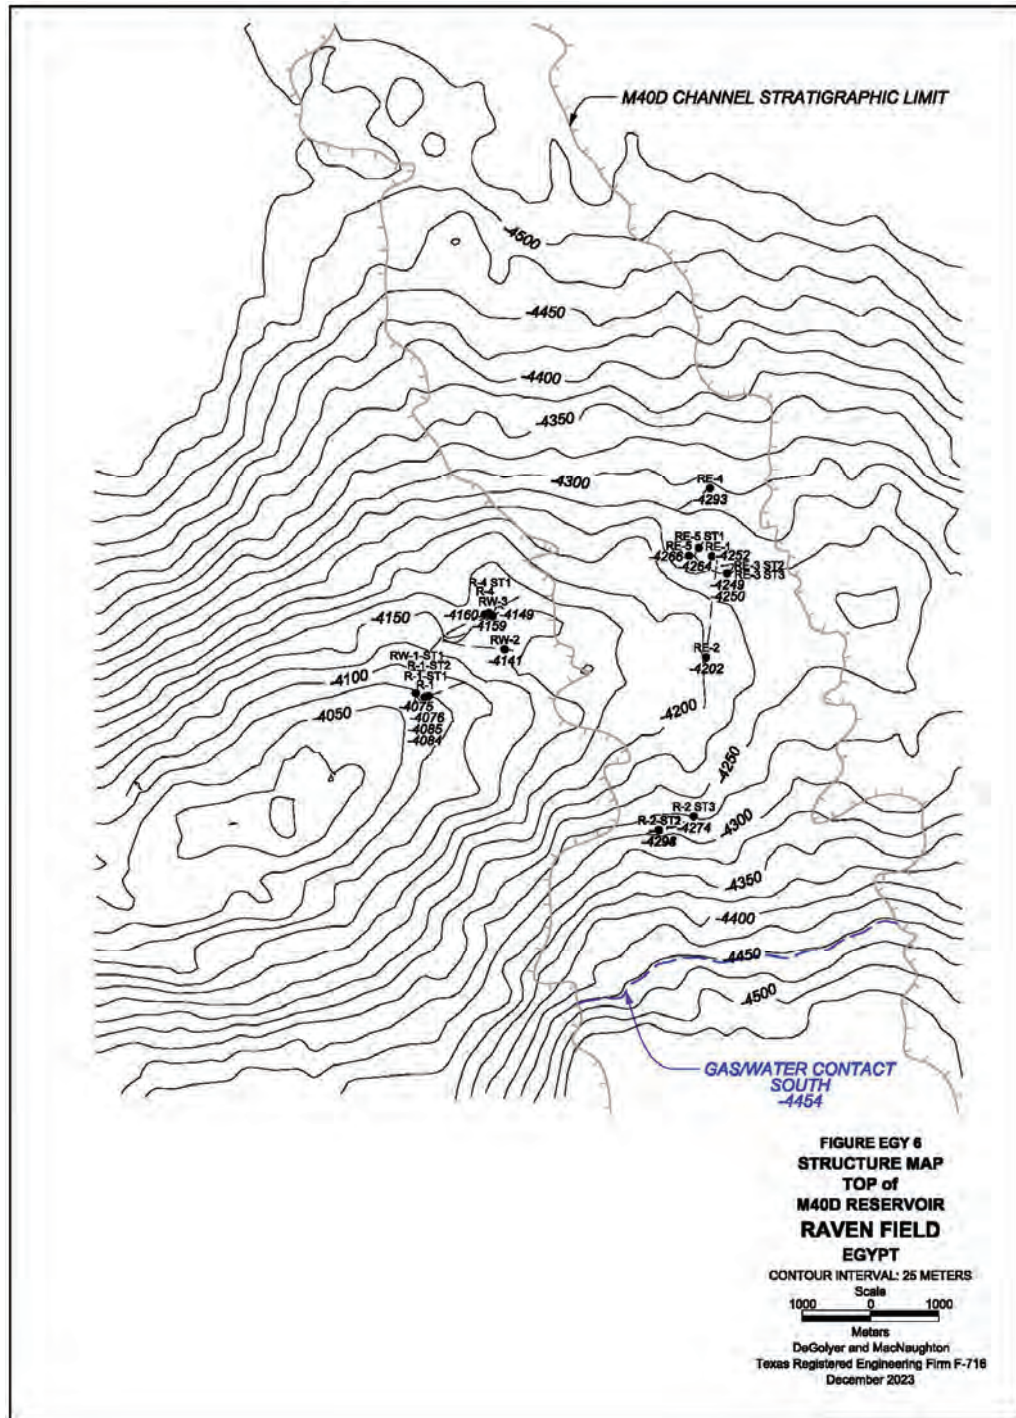 M40D CHANNEL STRATIGRAPHIC LIMIT
-4500
-4450
-4400
-4350
-4300
RE-4
-4293
RE-5 ST1
RE-5
RE-1
-4266
-4252
-4264
RE-3 ST2
RE-3 ST3
-4249
-4250
R-4 ST1
R-4
RW-3
-4160
-4149
-4159
-4150
RW-2
-4141
RE-2
-4202
RW-1-ST1
R-1-ST2
R-1-ST1
R-1
-4100
-4075
-4076
-4085
-4084
-4050
-4200
-4250
R-2 ST3
R-2-ST2
-4274
-4298
-4300
-4350
-4400
-4450
-4500
GAS/WATER CONTACT
SOUTH
-4454
FIGURE EGY 6
STRUCTURE MAP
TOP of
M40D RESERVOIR
RAVEN FIELD
EGYPT
CONTOUR INTERVAL: 25 METERS
Scale
1000 0 1000
Meters
DeGolyer and MacNaughton
Texas Registered Engineering Firm F-716
December 2023